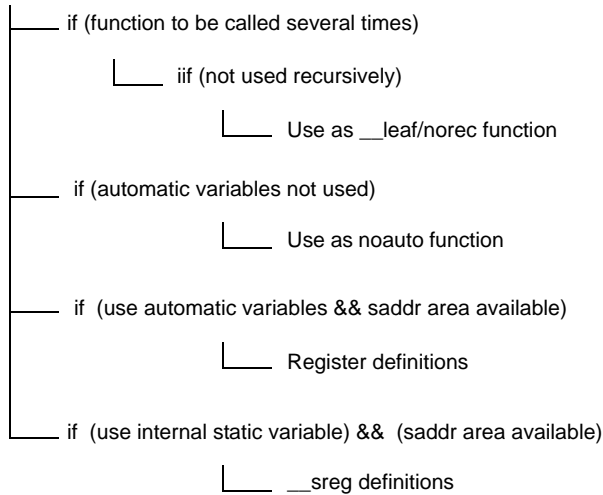 if (function to be called several times)
iif (not used recursively)
Use as __leaf/norec function
if (automatic variables not used)
Use as noauto function
if (use automatic variables && saddr area available)
Register definitions
if (use internal static variable) && (saddr area available)
__sreg definitions